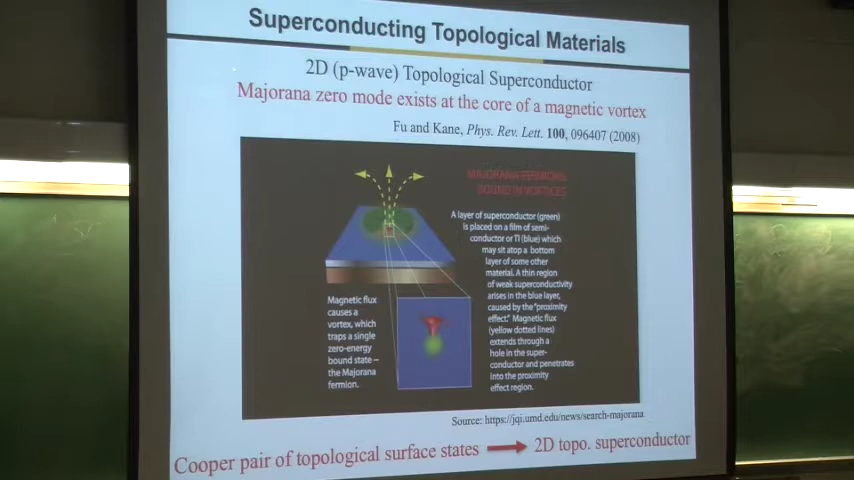 Superconducting Topological Materials
2D (p-wave) Topological Superconductor
Majorana zero mode exists at the core of a magnetic vortex
Fu and Kane, Phys. Rev. Lett. 100, 096407 (2008)
MAJORANA FERMIONS
BOUND IN VORTICES
A layer of superconductor (green)
is placed on a film of semi-
conductor or TI (blue) which
may sit atop a bottom
layer of some other
material. A thin region
of weak superconductivity
arises in the blue layer,
caused by the "proximity
effect." Magnetic flux
(yellow dotted lines)
extends through a
hole in the super-
conductor and penetrates
into the proximity
effect region.
Magnetic flux
causes a
vortex, which
traps a single
zero-energy
bound state –
the Majorana
fermion.
Source: https://jqi.umd.edu/news/search-majorana
Cooper pair of topological surface states → 2D topo. superconductor